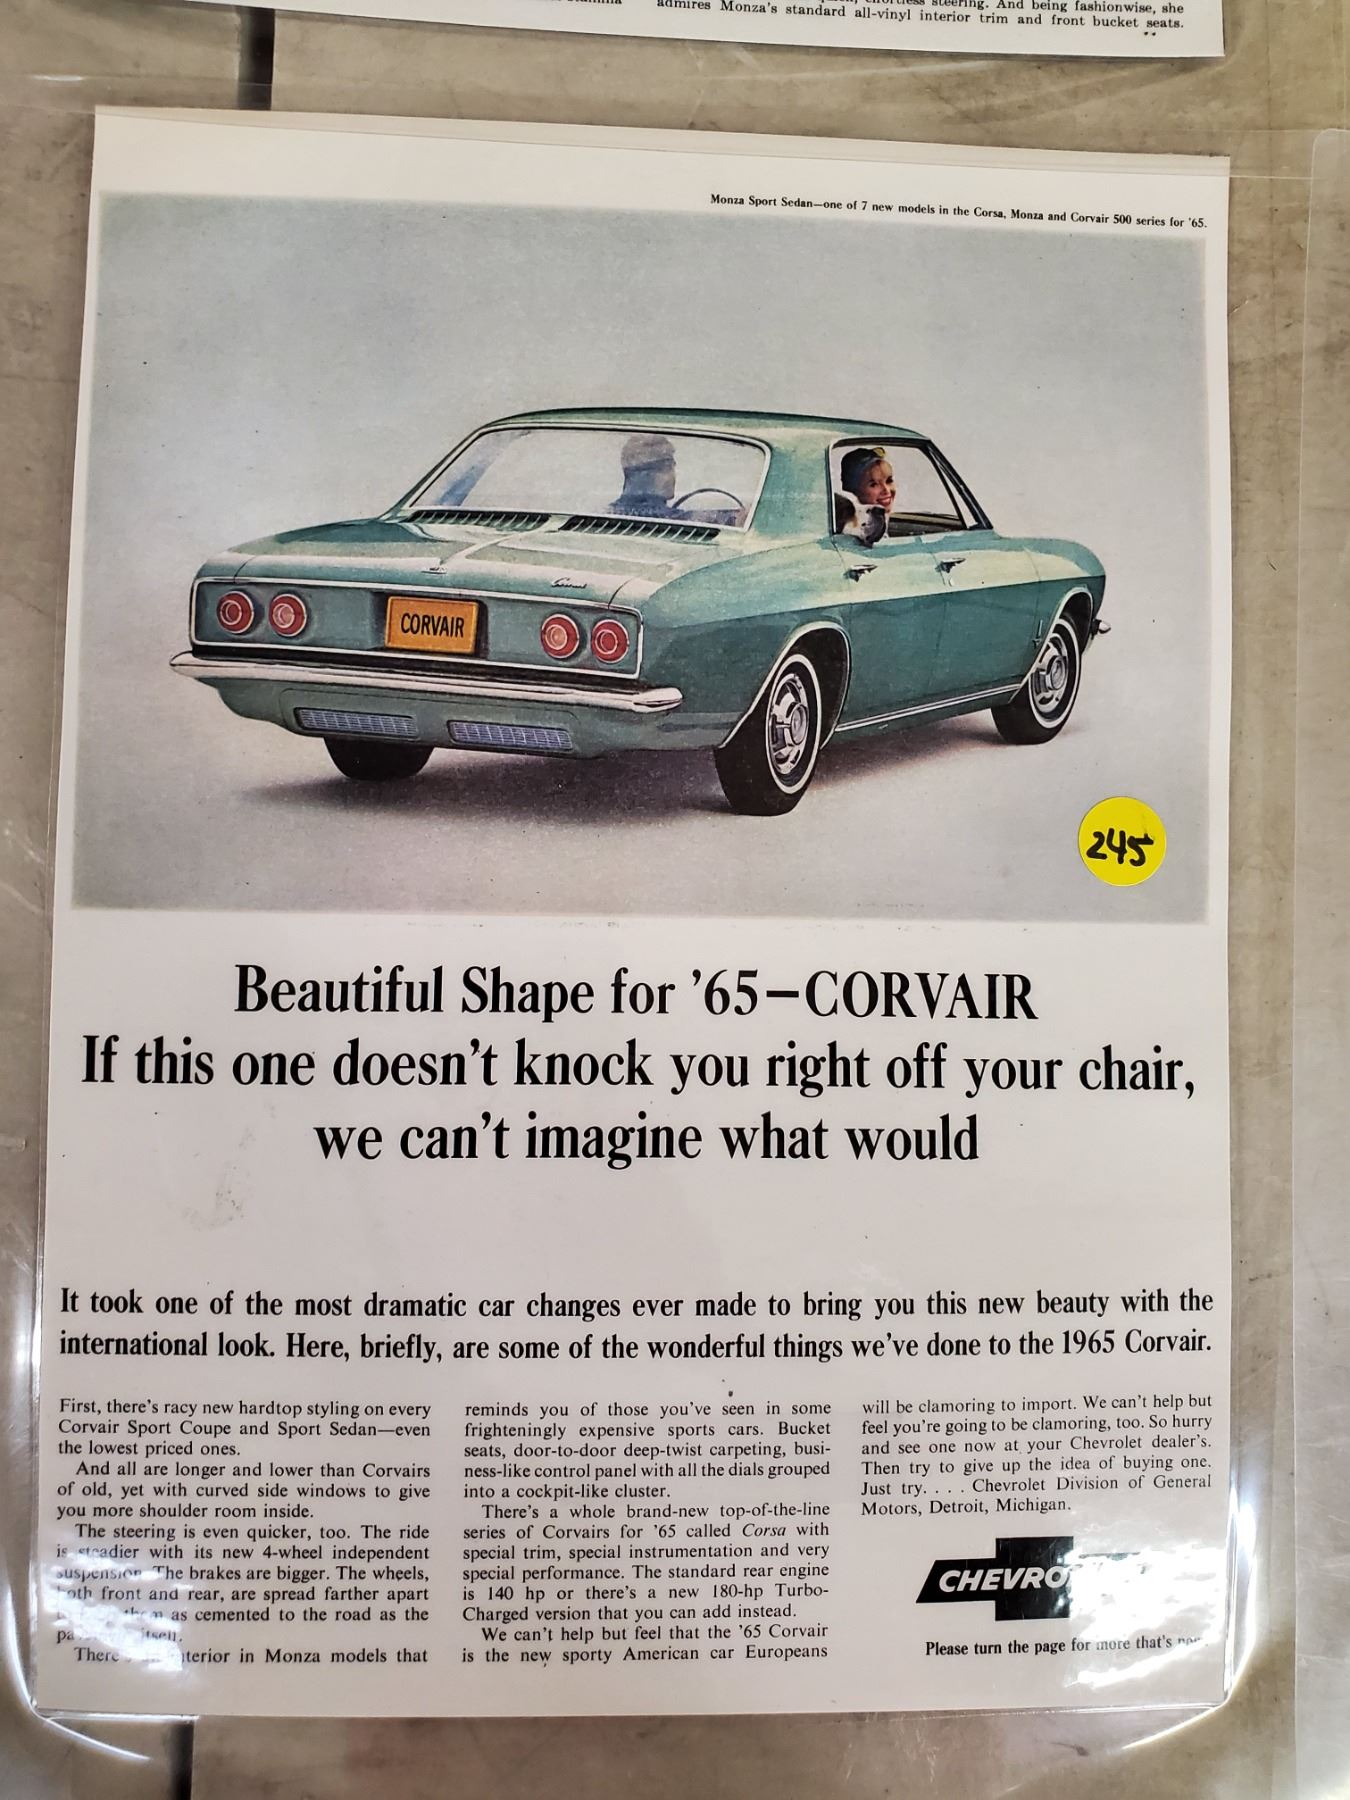 effortless steering. And being fashionwise, she
admires Monza's standard all-vinyl interior trim and front bucket seats.
Monza Sport Sedan—one of 7 new models in the Corsa, Monza and Corvair 500 series for '65.
Corvair
CORVAIR
245
Beautiful Shape for '65–CORVAIR
If this one doesn't knock you right off your chair,
we can't imagine what would
It took one of the most dramatic car changes ever made to bring you this new beauty with the
international look. Here, briefly, are some of the wonderful things we've done to the 1965 Corvair.
First, there's racy new hardtop styling on every
Corvair Sport Coupe and Sport Sedan—even
the lowest priced ones.
And all are longer and lower than Corvairs
of old, yet with curved side windows to give
you more shoulder room inside.
The steering is even quicker, too. The ride
is steadier with its new 4-wheel independent
suspension. The brakes are bigger. The wheels,
both front and rear, are spread farther apart
them as cemented to the road as the
itself.
There's interior in Monza models that
reminds you of those you've seen in some
frighteningly expensive sports cars. Bucket
seats, door-to-door deep-twist carpeting, busi-
ness-like control panel with all the dials grouped
into a cockpit-like cluster.
There's a whole brand-new top-of-the-line
series of Corvairs for '65 called Corsa with
special trim, special instrumentation and very
special performance. The standard rear engine
is 140 hp or there's a new 180-hp Turbo-
Charged version that you can add instead.
We can't help but feel that the '65 Corvair
is the new sporty American car Europeans
will be clamoring to import. We can't help but
feel you're going to be clamoring, too. So hurry
and see one now at your Chevrolet dealer's.
Then try to give up the idea of buying one.
Just try. . . . Chevrolet Division of General
Motors, Detroit, Michigan.
CHEVRO
Please turn the page for more that's new